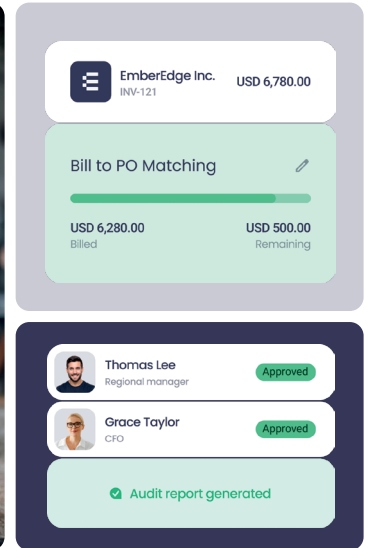 EmberEdge Inc.
USD 6,780.00
INV-121
Bill to PO Matching
USD 6,280.00
USD 500.00
Billed
Remaining
Thomas Lee
Regional manager
Approved
Grace Taylor
CFO
Approved
Audit report generated